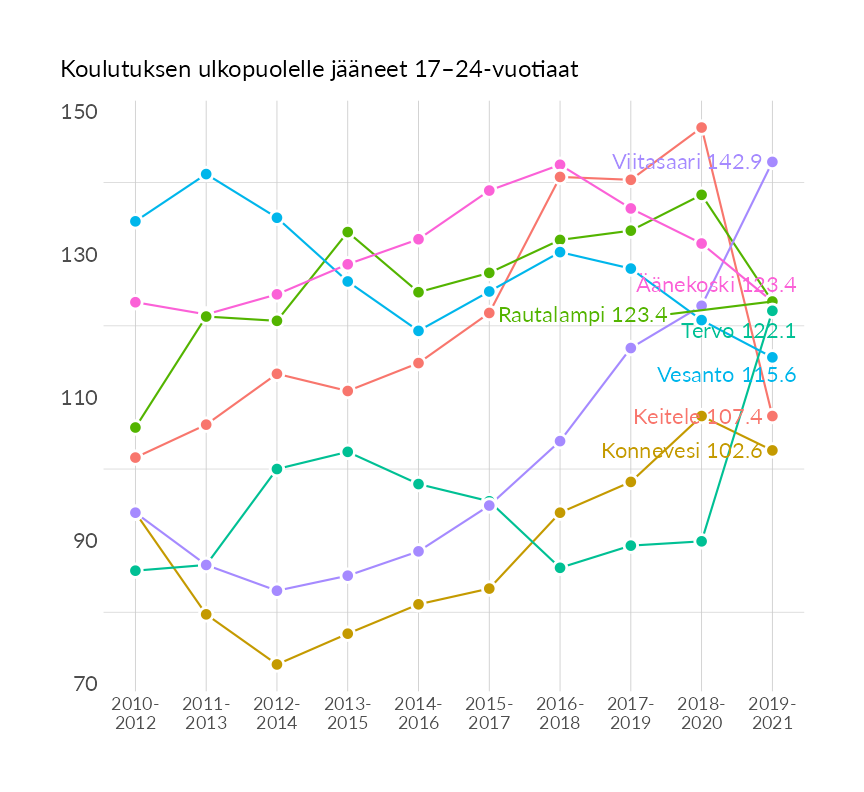 Koulutuksen ulkopuolelle jääneet 17–24-vuotiaat
150
Viitasaari 142.9
130
Äänekoski 123.4
Rautalampi 123.4
Tervo 122.1
Vesanto 115.6
110
Keitele 107.4
Konnevesi 102.6
90
70
2010- 2011- 2012- 2013- 2014- 2015- 2016- 2017- 2018- 2019-
2012 2013 2014 2015 2016 2017 2018 2019 2020 2021